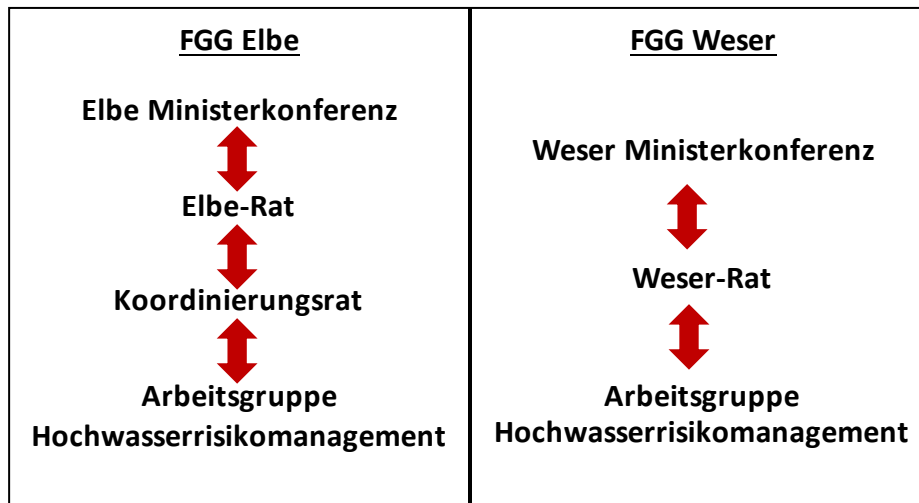 FGG Elbe
Elbe Ministerkonferenz
Elbe-Rat
Koordinierungsrat
Arbeitsgruppe
Hochwasserrisikomanagement
FGG Weser
Weser Ministerkonferenz
Weser-Rat
Arbeitsgruppe
Hochwasserrisikomanagement